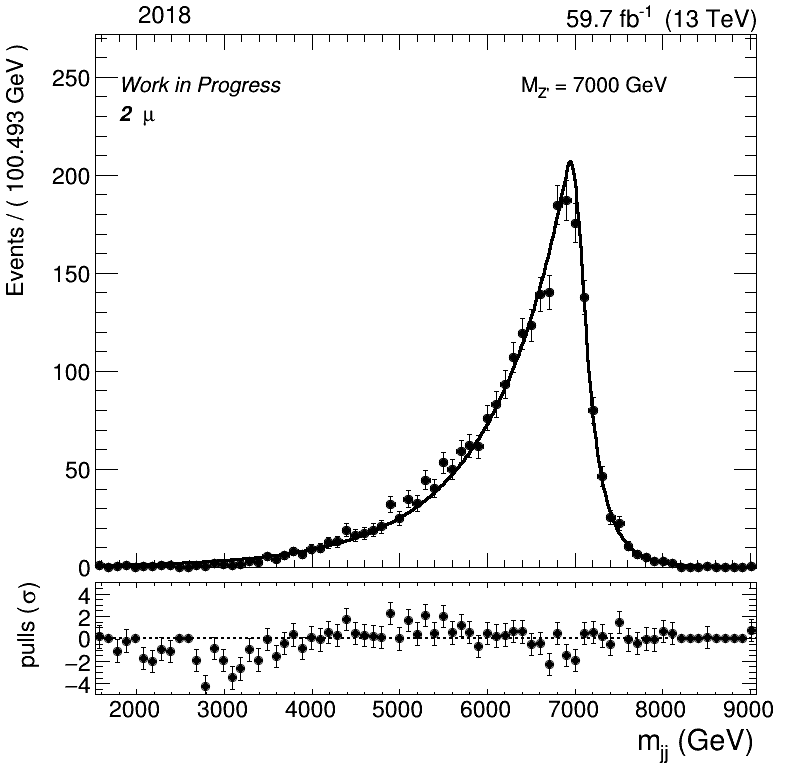 2018 59.7 fb⁻¹ (13 TeV)
Events / ( 100.493 GeV )
250
200
150
100
50
0
Work in Progress
2 μ
M_Z' = 7000 GeV
pulls (σ)
4
2
0
−2
−4
2000 3000 4000 5000 6000 7000 8000 9000
m_jj (GeV)